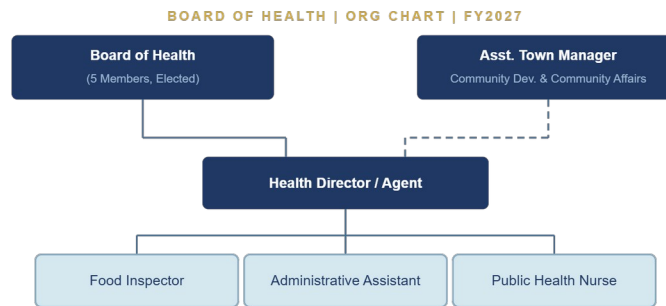 BOARD OF HEALTH | ORG CHART | FY2027
Board of Health
(5 Members, Elected)
Asst. Town Manager
Community Dev. & Community Affairs
Health Director / Agent
Food Inspector
Administrative Assistant
Public Health Nurse